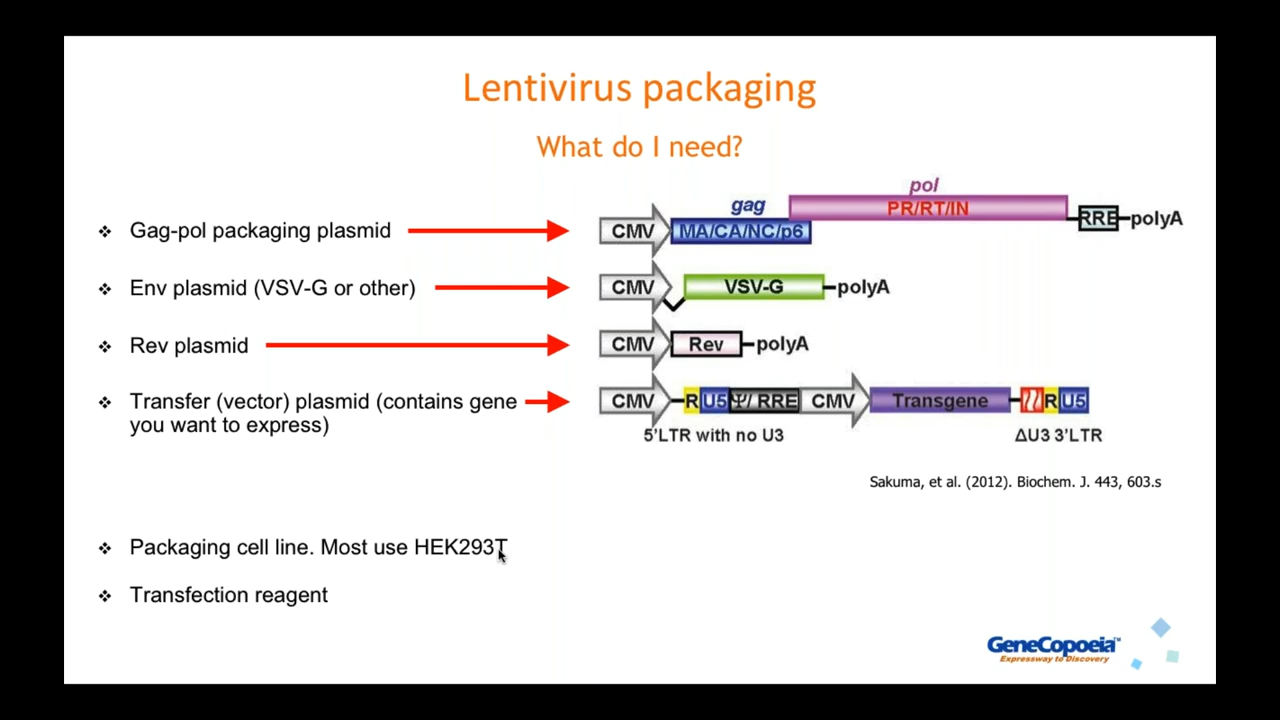 Lentivirus packaging
What do I need?
❖ Gag-pol packaging plasmid
❖ Env plasmid (VSV-G or other)
❖ Rev plasmid
❖ Transfer (vector) plasmid (contains gene
you want to express)
pol
gag
PR/RT/IN
CMV MA/CA/NC/p6 RRE polyA
CMV VSV-G polyA
CMV Rev polyA
CMV R U5 Ψ/ RRE CMV Transgene R U5
5'LTR with no U3 ΔU3 3'LTR
Sakuma, et al. (2012). Biochem. J. 443, 603.s
❖ Packaging cell line. Most use HEK293T
❖ Transfection reagent
GeneCopoeia™
Expressway to Discovery